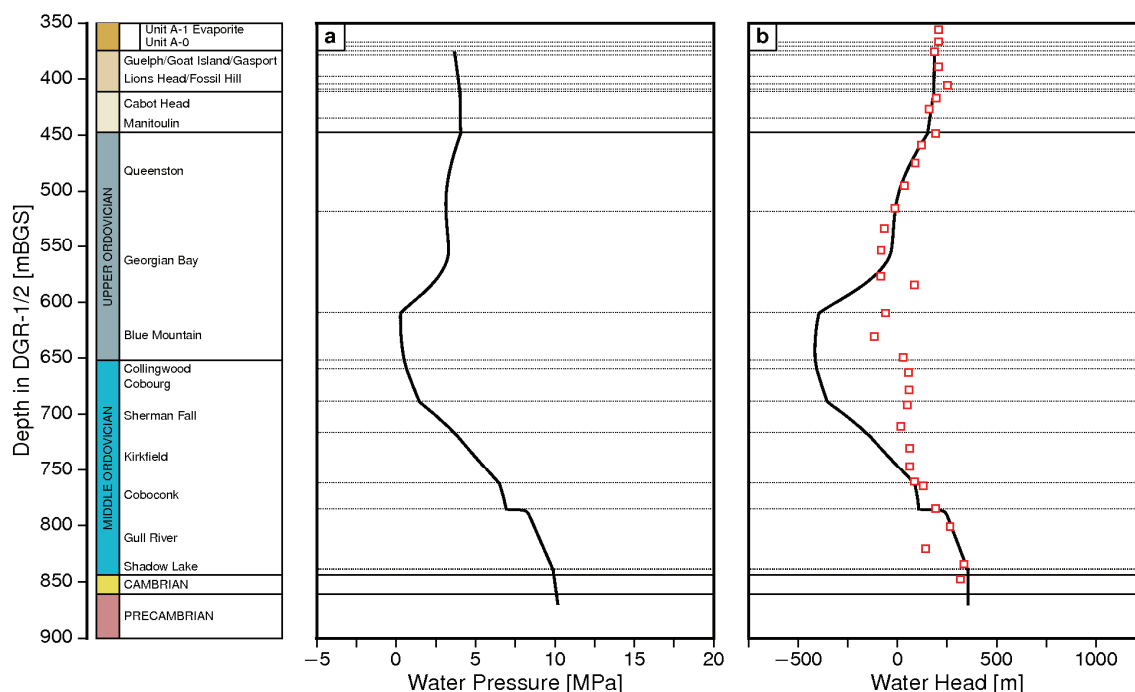 Depth in DGR-1/2 [mBGS]
350
400
450
500
550
600
650
700
750
800
850
900
Unit A-1 Evaporite
Unit A-0
Guelph/Goat Island/Gasport
Lions Head/Fossil Hill
Cabot Head
Manitoulin
UPPER ORDOVICIAN
Queenston
Georgian Bay
Blue Mountain
MIDDLE ORDOVICIAN
Collingwood
Cobourg
Sherman Fall
Kirkfield
Coboconk
Gull River
Shadow Lake
CAMBRIAN
PRECAMBRIAN
a
−5 0 5 10 15 20
Water Pressure [MPa]
b
−500 0 500 1000
Water Head [m]